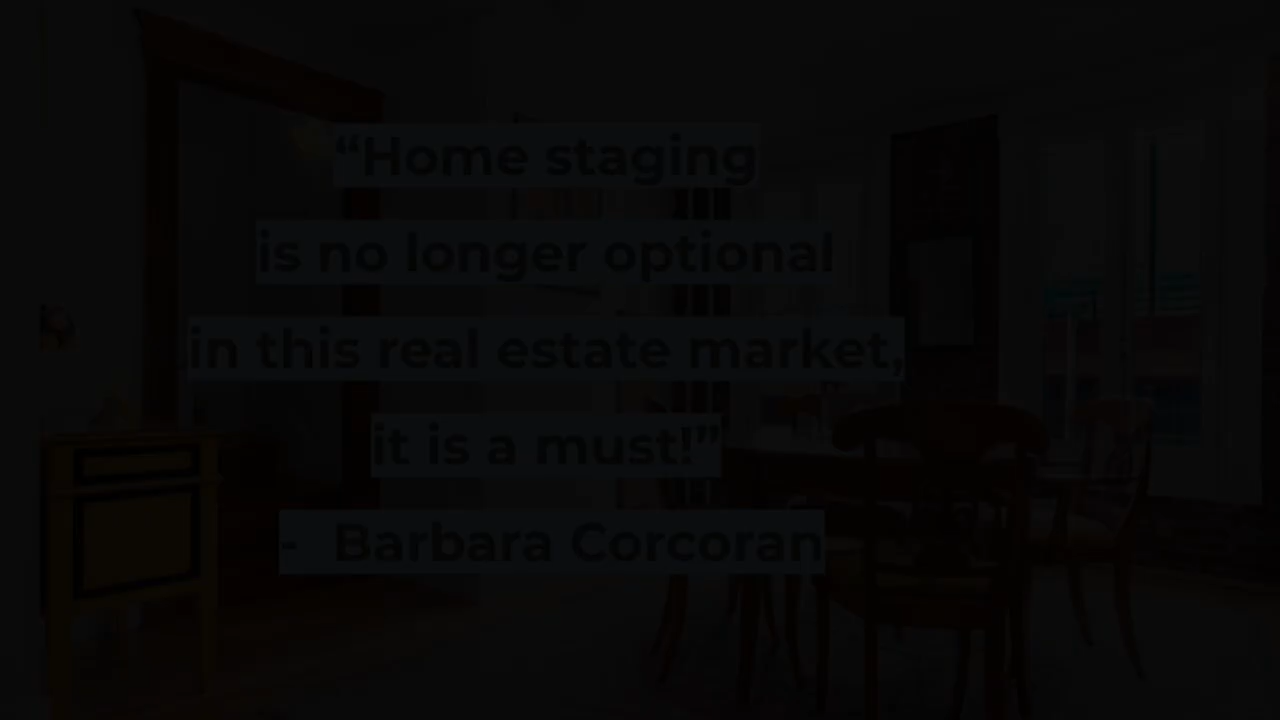 “Home staging
is no longer optional
in this real estate market,
it is a must!”
- Barbara Corcoran